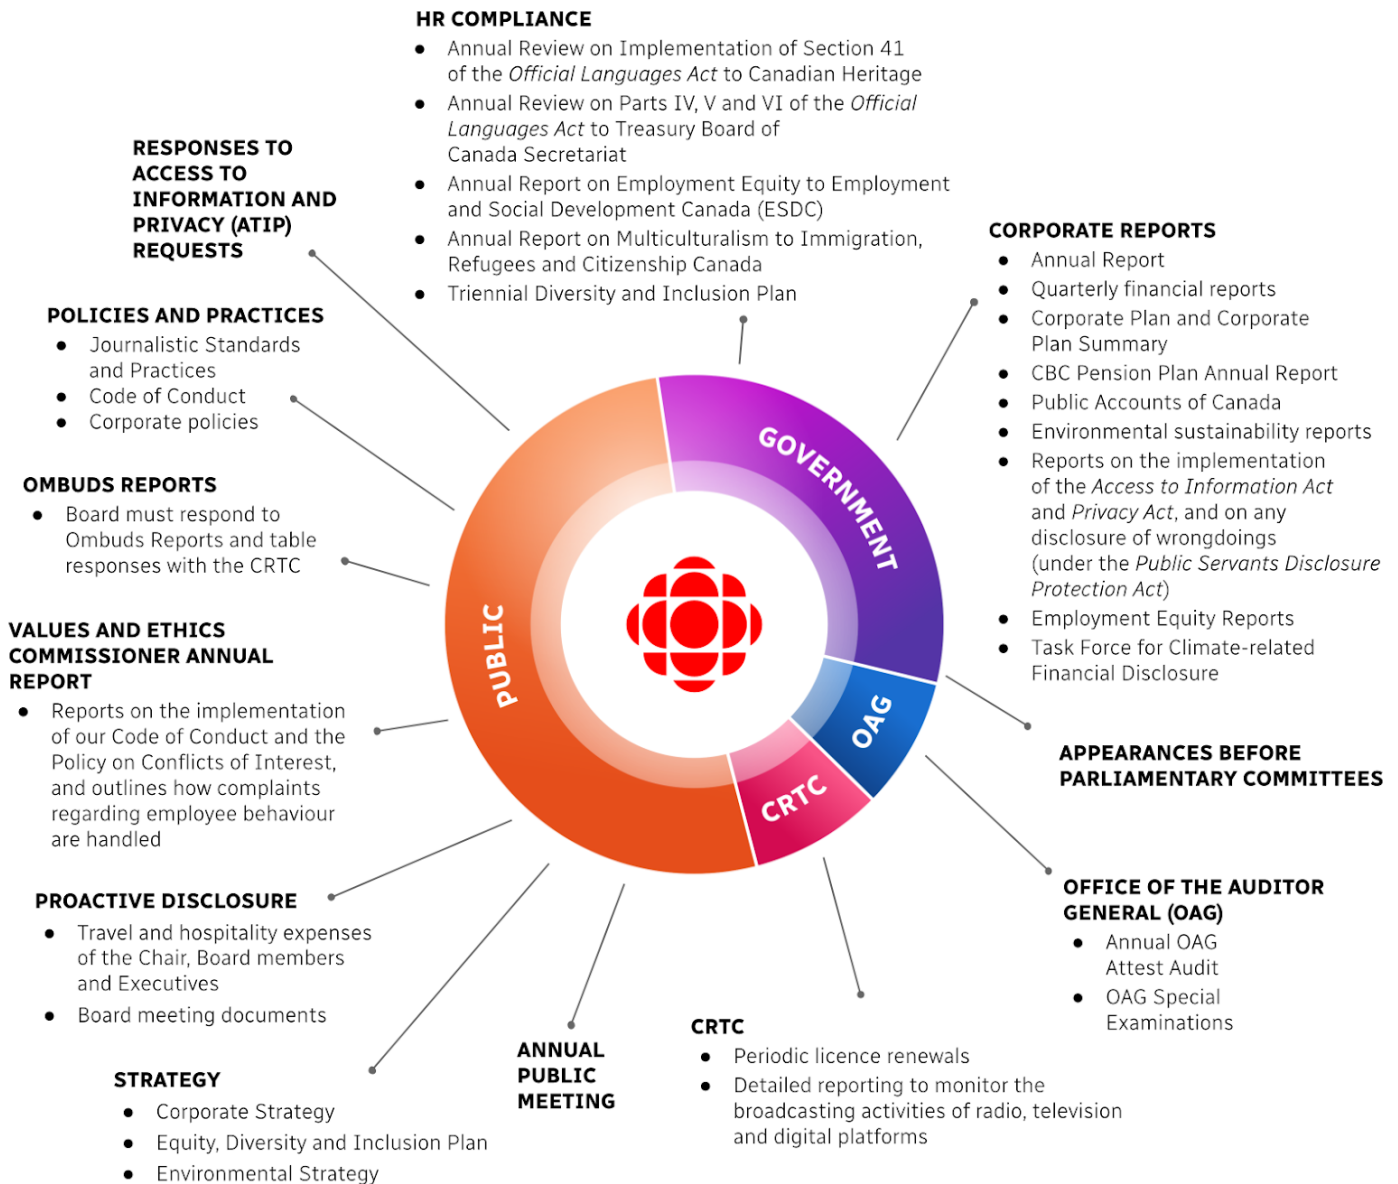 HR COMPLIANCE
● Annual Review on Implementation of Section 41
of the Official Languages Act to Canadian Heritage
● Annual Review on Parts IV, V and VI of the Official
Languages Act to Treasury Board of
Canada Secretariat
● Annual Report on Employment Equity to Employment
and Social Development Canada (ESDC)
● Annual Report on Multiculturalism to Immigration,
Refugees and Citizenship Canada
● Triennial Diversity and Inclusion Plan
RESPONSES TO
ACCESS TO
INFORMATION AND
PRIVACY (ATIP)
REQUESTS
POLICIES AND PRACTICES
● Journalistic Standards
and Practices
● Code of Conduct
● Corporate policies
OMBUDS REPORTS
● Board must respond to
Ombuds Reports and table
responses with the CRTC
VALUES AND ETHICS
COMMISSIONER ANNUAL
REPORT
● Reports on the implementation
of our Code of Conduct and the
Policy on Conflicts of Interest,
and outlines how complaints
regarding employee behaviour
are handled
PROACTIVE DISCLOSURE
● Travel and hospitality expenses
of the Chair, Board members
and Executives
● Board meeting documents
STRATEGY
● Corporate Strategy
● Equity, Diversity and Inclusion Plan
● Environmental Strategy
ANNUAL
PUBLIC
MEETING
PUBLIC
GOVERNMENT
OAG
CRTC
CORPORATE REPORTS
● Annual Report
● Quarterly financial reports
● Corporate Plan and Corporate
Plan Summary
● CBC Pension Plan Annual Report
● Public Accounts of Canada
● Environmental sustainability reports
● Reports on the implementation
of the Access to Information Act
and Privacy Act, and on any
disclosure of wrongdoings
(under the Public Servants Disclosure
Protection Act)
● Employment Equity Reports
● Task Force for Climate-related
Financial Disclosure
APPEARANCES BEFORE
PARLIAMENTARY COMMITTEES
OFFICE OF THE AUDITOR
GENERAL (OAG)
● Annual OAG
Attest Audit
● OAG Special
Examinations
CRTC
● Periodic licence renewals
● Detailed reporting to monitor the
broadcasting activities of radio, television
and digital platforms